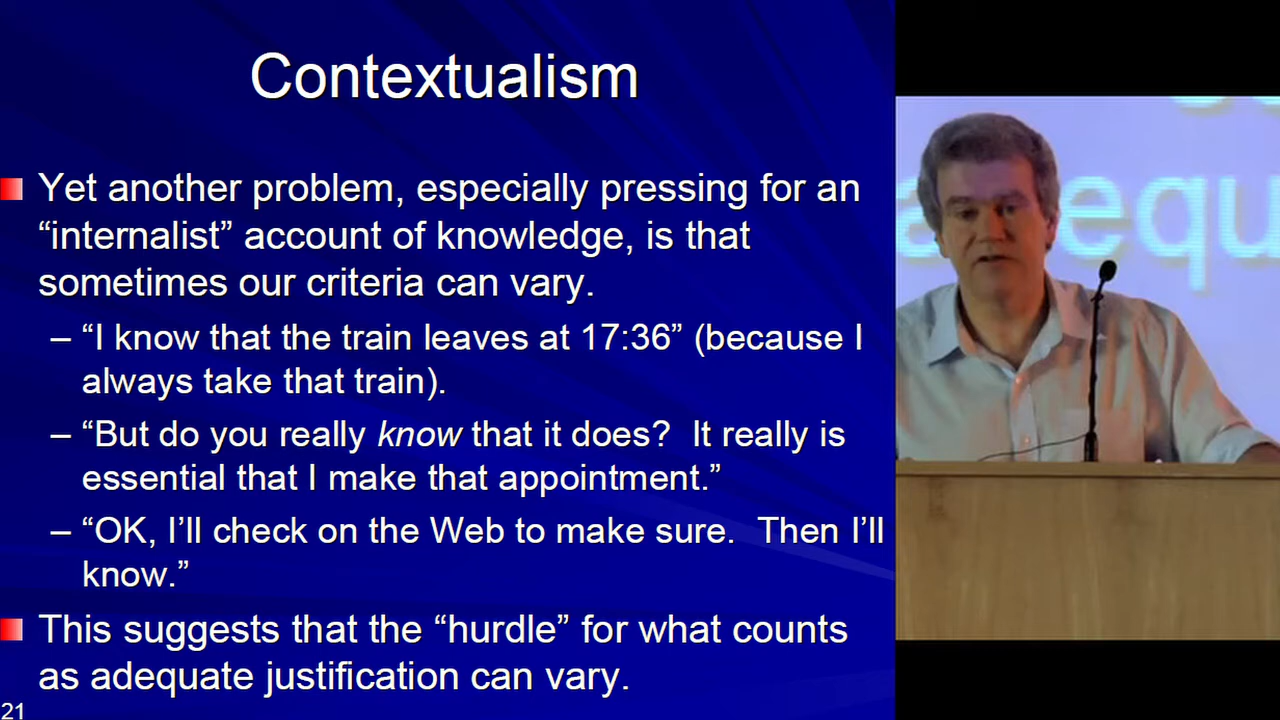 Contextualism
Yet another problem, especially pressing for an
“internalist” account of knowledge, is that
sometimes our criteria can vary.
– “I know that the train leaves at 17:36” (because I
always take that train).
– “But do you really know that it does?  It really is
essential that I make that appointment.”
– “OK, I’ll check on the Web to make sure.  Then I’ll
know.”
This suggests that the “hurdle” for what counts
as adequate justification can vary.
21
equ